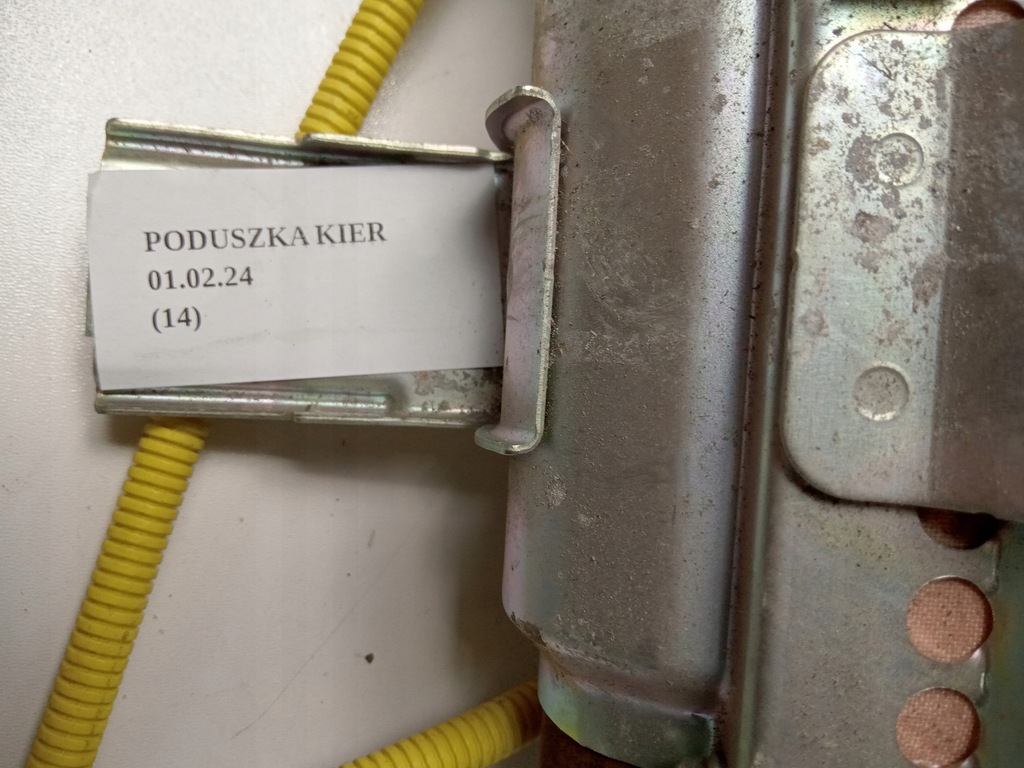 PODUSZKA KIER
01.02.24
(14)